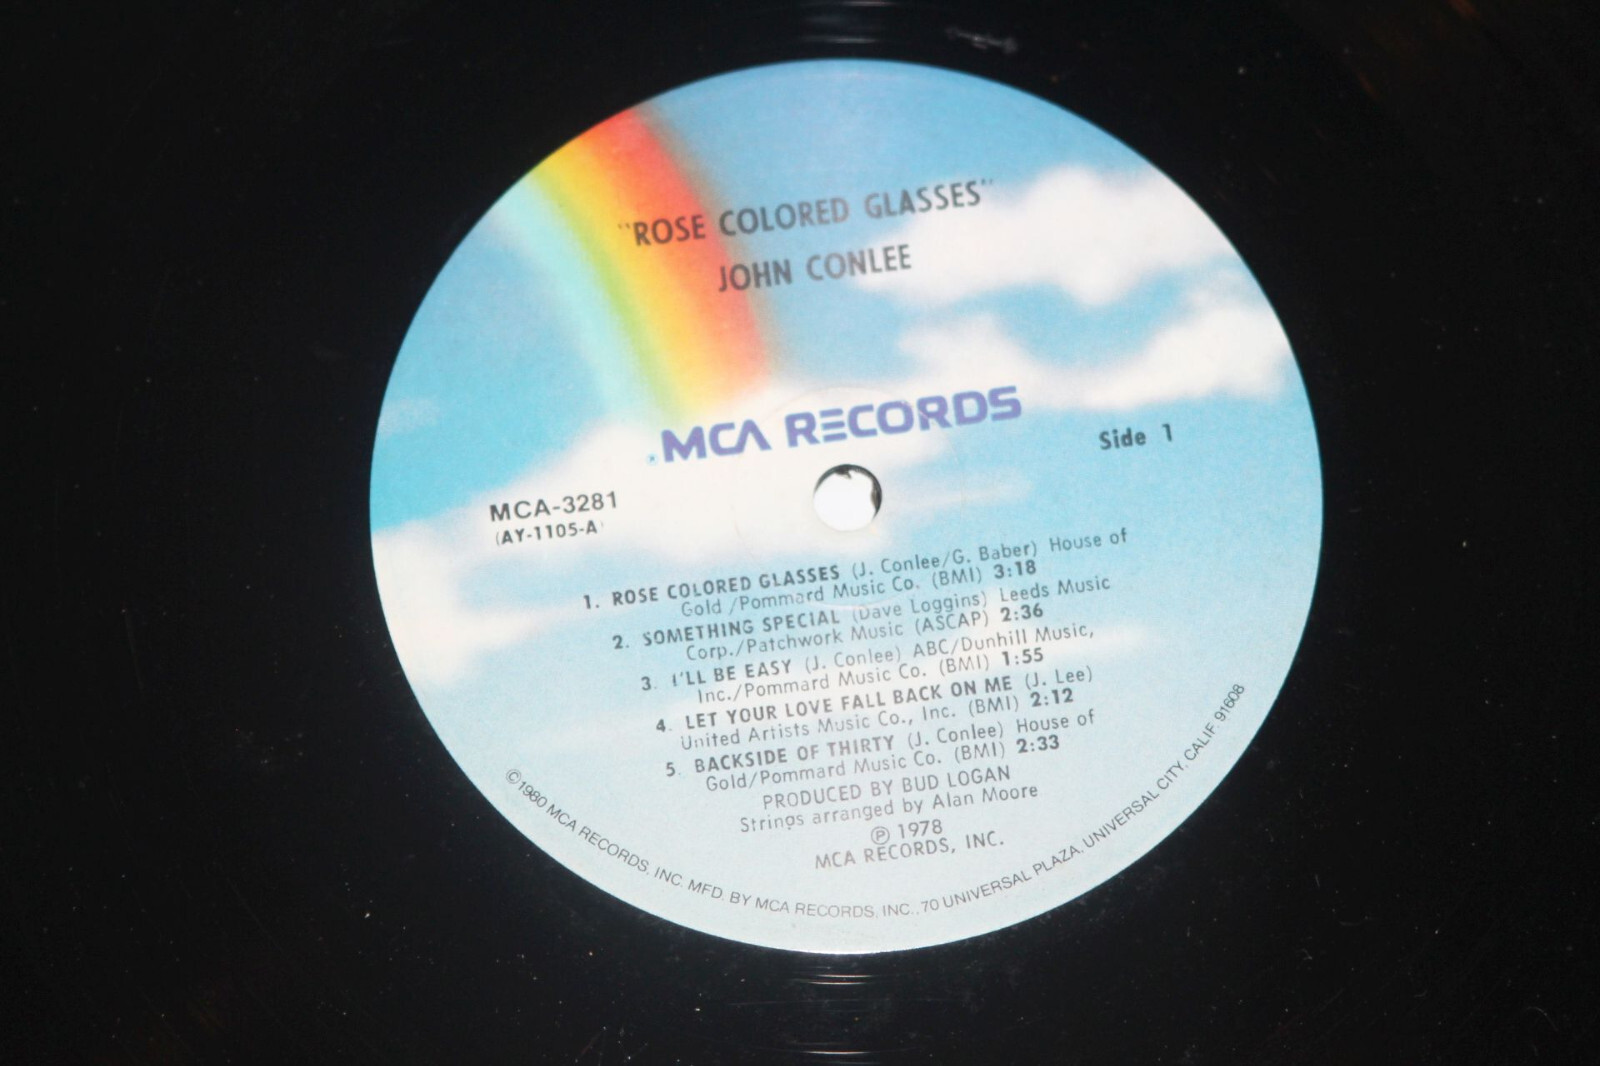 "ROSE COLORED GLASSES"
JOHN CONLEE
MCA RECORDS
Side 1
MCA-3281
(AY-1105-A)
1. ROSE COLORED GLASSES (J. Conlee/G. Baber) House of
Gold /Pommard Music Co. (BMI) 3:18
2. SOMETHING SPECIAL (Dave Loggins) Leeds Music
Corp./Patchwork Music (ASCAP) 2:36
3. I'LL BE EASY (J. Conlee) ABC/Dunhill Music,
Inc./Pommard Music Co. (BMI) 1:55
4. LET YOUR LOVE FALL BACK ON ME (J. Lee)
United Artists Music Co., Inc. (BMI) 2:12
5. BACKSIDE OF THIRTY (J. Conlee) House of
Gold/Pommard Music Co. (BMI) 2:33
PRODUCED BY BUD LOGAN
Strings arranged by Alan Moore
℗ 1978
MCA RECORDS, INC.
©1980 MCA RECORDS, INC. MFD. BY MCA RECORDS, INC., 70 UNIVERSAL PLAZA, UNIVERSAL CITY, CALIF. 91608